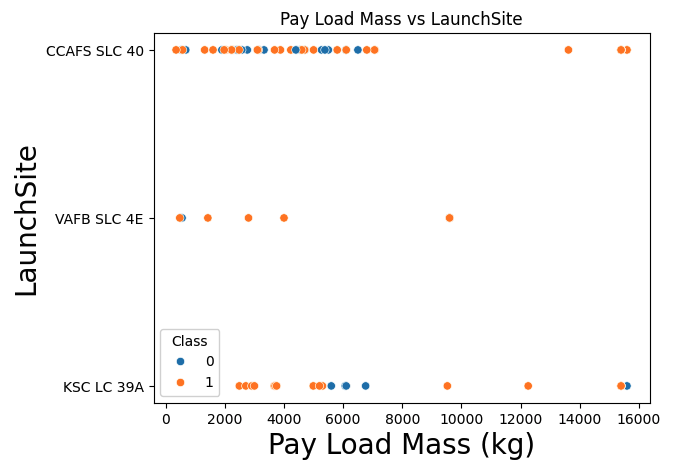 Pay Load Mass vs LaunchSite
CCAFS SLC 40
VAFB SLC 4E
KSC LC 39A
LaunchSite
Class
0
1
0 2000 4000 6000 8000 10000 12000 14000 16000
Pay Load Mass (kg)